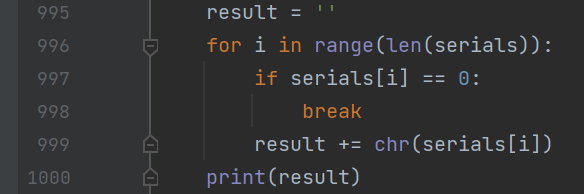 995 result = ''
996 for i in range(len(serials)):
997 if serials[i] == 0:
998 break
999 result += chr(serials[i])
1000 print(result)